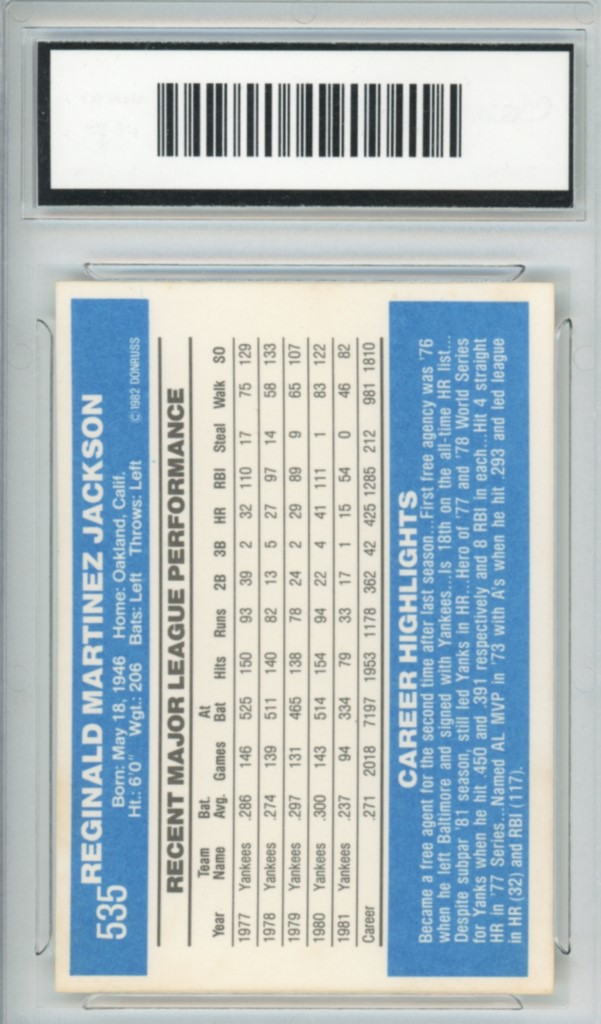 535 REGINALD MARTINEZ JACKSON
Born: May 18, 1946 Home: Oakland, Calif.
Ht.: 6'0" Wgt.: 206 Bats: Left Throws: Left ©1982 DONRUSS
RECENT MAJOR LEAGUE PERFORMANCE
Year Team Name Bat. Avg. Games At Bat Hits Runs 2B 3B HR RBI Steal Walk SO
1977 Yankees .286 146 525 150 93 39 2 32 110 17 75 129
1978 Yankees .274 139 511 140 82 13 5 27 97 14 58 133
1979 Yankees .297 131 465 138 78 24 2 29 89 9 65 107
1980 Yankees .300 143 514 154 94 22 4 41 111 1 83 122
1981 Yankees .237 94 334 79 33 17 1 15 54 0 46 82
Career .271 2018 7197 1953 1178 362 42 425 1285 212 981 1810
CAREER HIGHLIGHTS
Became a free agent for the second time after last season...First free agency was '76
when he left Baltimore and signed with Yankees...Is 18th on the all-time HR list...
Despite subpar '81 season, still led Yanks in HR...Hero of '77 and '78 World Series
for Yanks when he hit .450 and .391 respectively and 8 RBI in each...Hit 4 straight
HR in '77 Series...Named AL MVP in '73 with A's when he hit .293 and led league
in HR (32) and RBI (117).